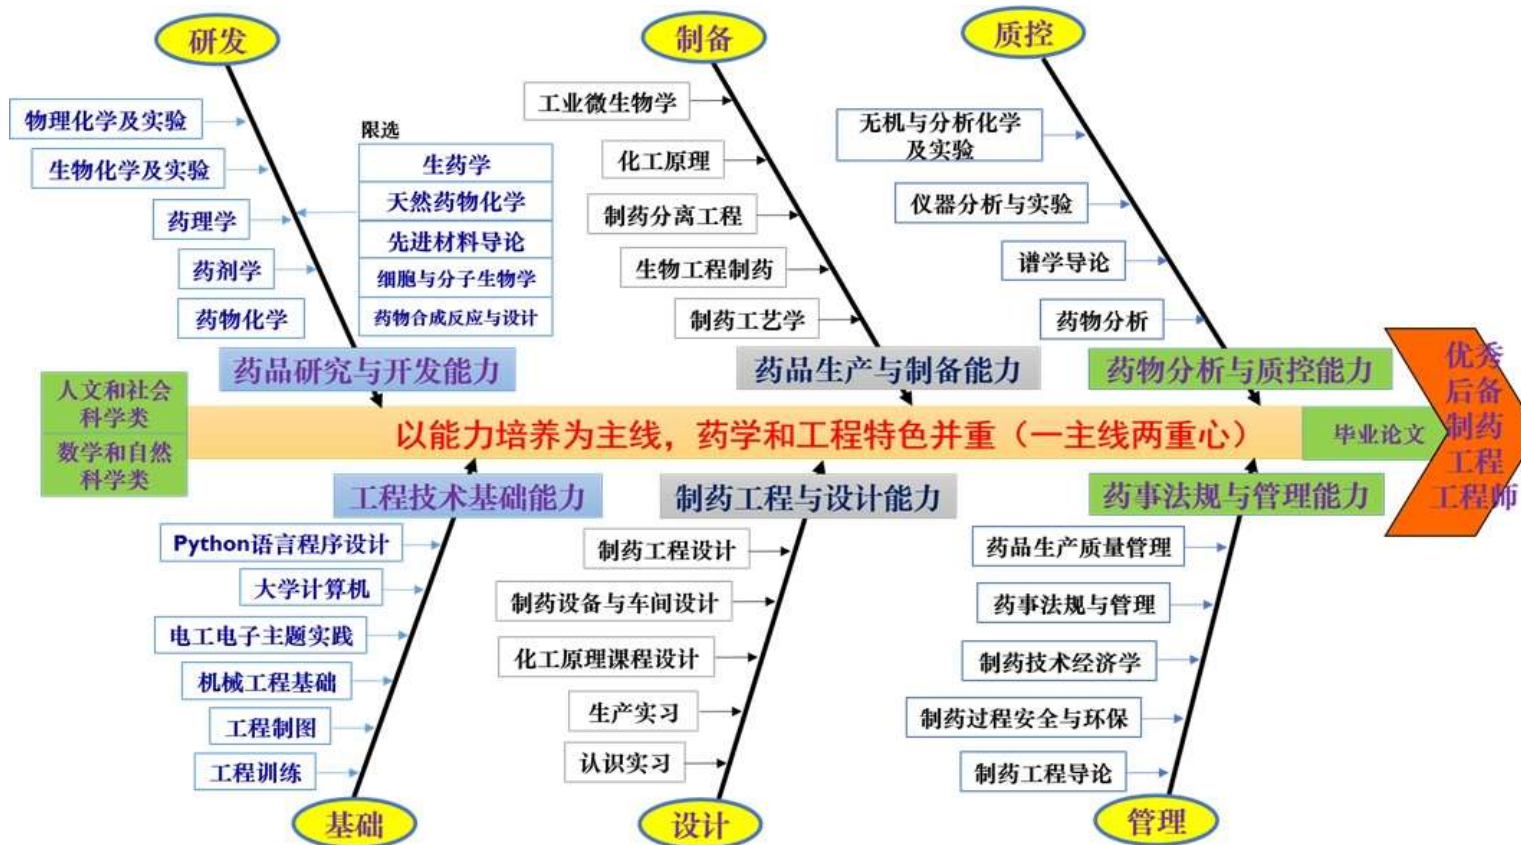 研发
制备
质控
物理化学及实验
生物化学及实验
药理学
药剂学
药物化学
限选
生药学
天然药物化学
先进材料导论
细胞与分子生物学
药物合成反应与设计
工业微生物学
化工原理
制药分离工程
生物工程制药
制药工艺学
无机与分析化学
及实验
仪器分析与实验
谱学导论
药物分析
药品研究与开发能力
药品生产与制备能力
药物分析与质控能力
人文和社会
科学类
数学和自然
科学类
以能力培养为主线，药学和工程特色并重（一主线两重心）
毕业论文
优秀
后备
制药
工程
工程师
工程技术基础能力
制药工程与设计能力
药事法规与管理能力
Python语言程序设计
大学计算机
电工电子主题实践
机械工程基础
工程制图
工程训练
制药工程设计
制药设备与车间设计
化工原理课程设计
生产实习
认识实习
药品生产质量管理
药事法规与管理
制药技术经济学
制药过程安全与环保
制药工程导论
基础
设计
管理